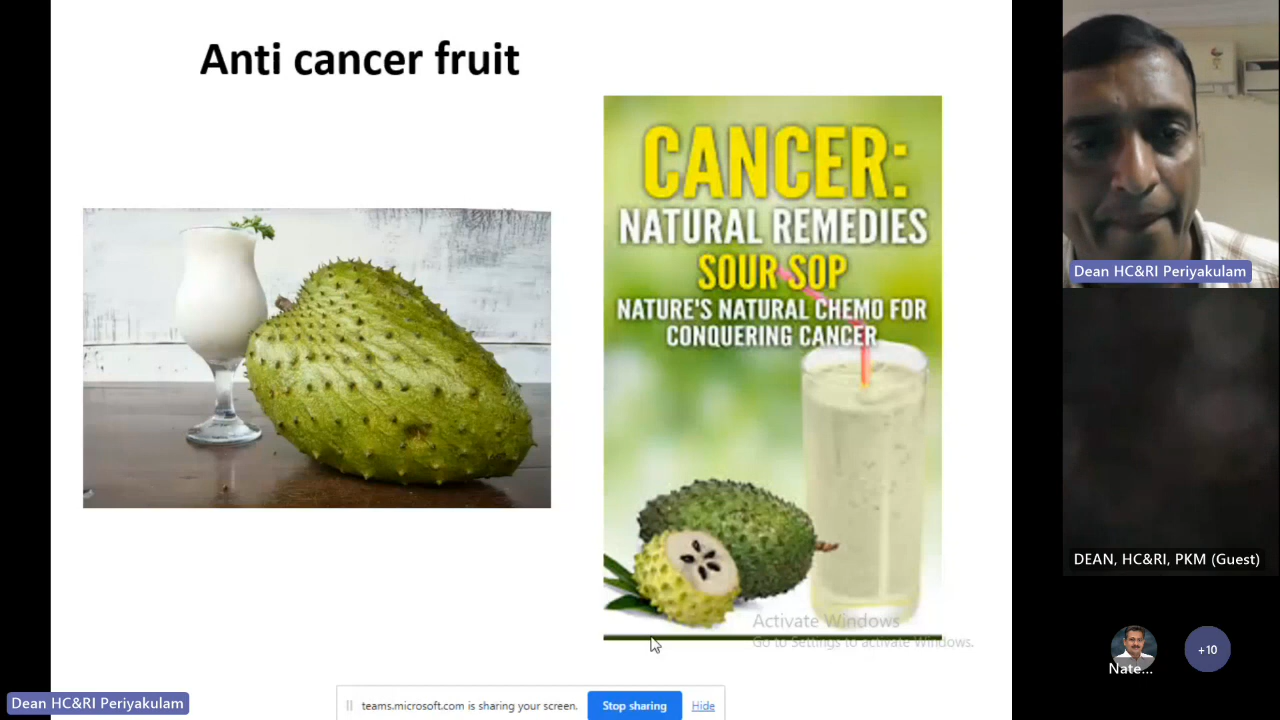 Anti cancer fruit
CANCER:
NATURAL REMEDIES
SOUR SOP
NATURE'S NATURAL CHEMO FOR
CONQUERING CANCER
Activate Windows
Go to Settings to activate Windows.
teams.microsoft.com is sharing your screen.
Stop sharing
Hide
Dean HC&RI Periyakulam
Dean HC&RI Periyakulam
DEAN, HC&RI, PKM (Guest)
Nate...
+10